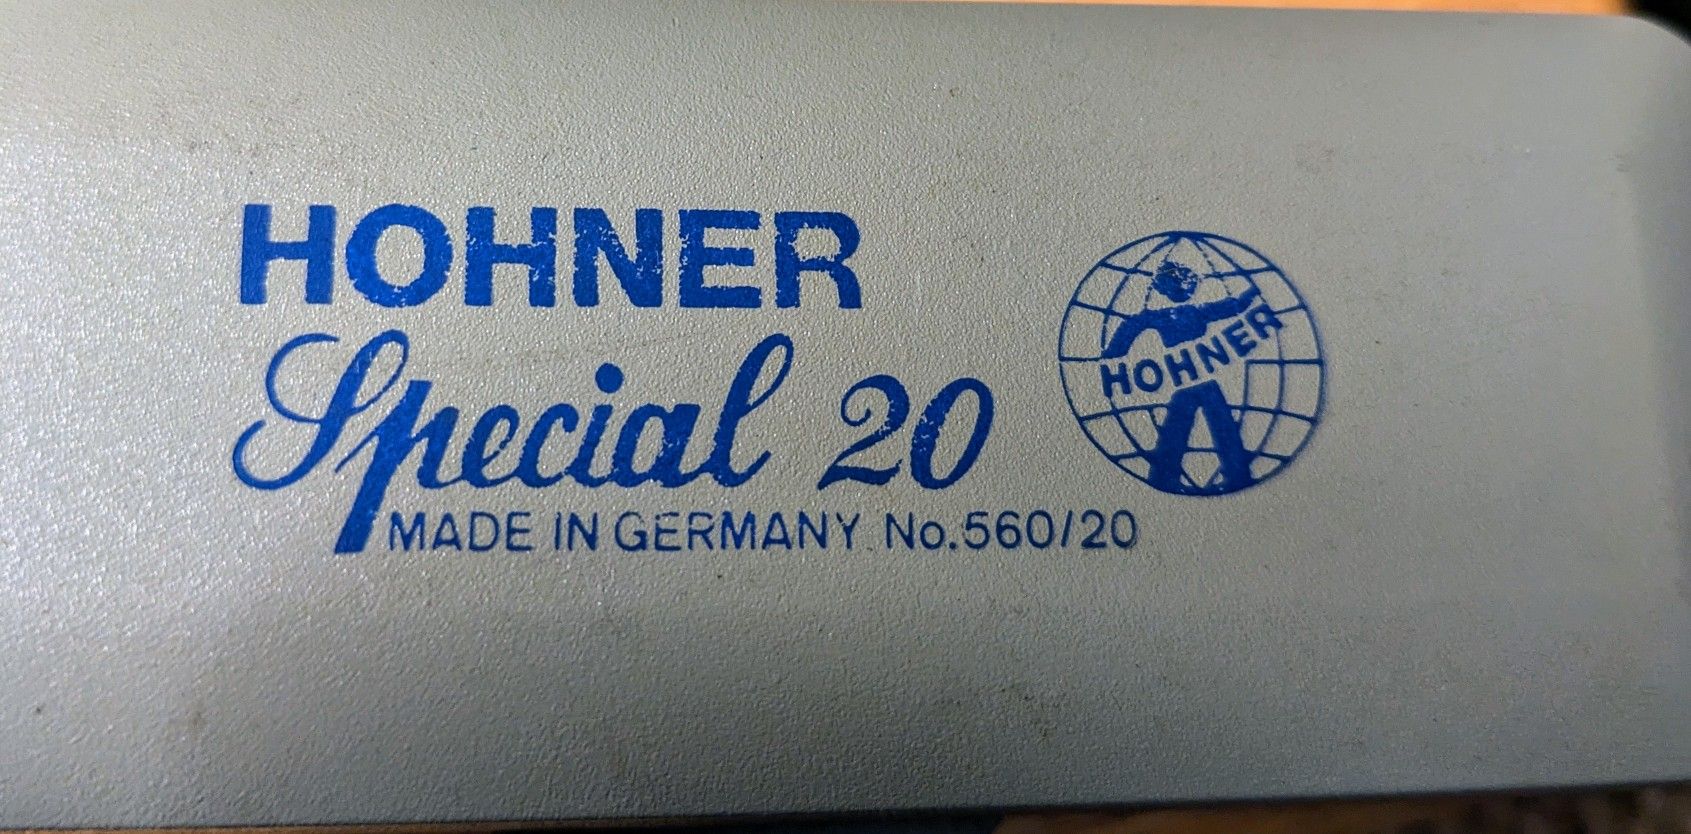 HOHNER
Special 20
MADE IN GERMANY No.560/20
HOHNER
A